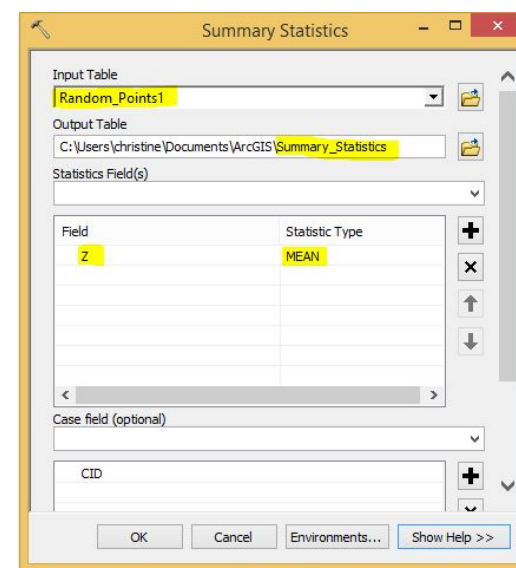 Summary Statistics
Input Table
Random_Points1
Output Table
C:\Users\christine\Documents\ArcGIS\Summary_Statistics
Statistics Field(s)
Field Statistic Type
Z MEAN
Case field (optional)
CID
OK Cancel Environments... Show Help >>